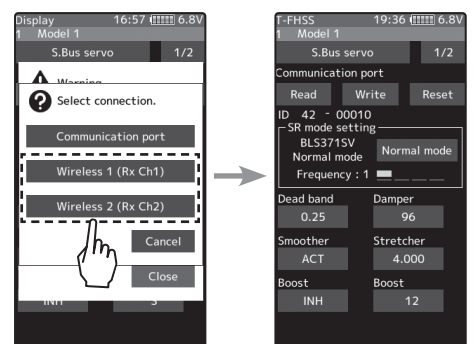 Display 16:57 6.8V
1 Model 1
S.Bus servo 1/2
Warning
Select connection.
Communication port
Wireless 1 (Rx Ch1)
Wireless 2 (Rx Ch2)
Cancel
Close
INH 3
T-FHSS 19:36 6.8V
1 Model 1
S.Bus servo 1/2
Communication port
Read Write Reset
ID 42 - 00010
SR mode setting
BLS371SV
Normal mode
Normal mode
Frequency : 1
Dead band Damper
0.25 96
Smoother Stretcher
ACT 4.000
Boost Boost
INH 12